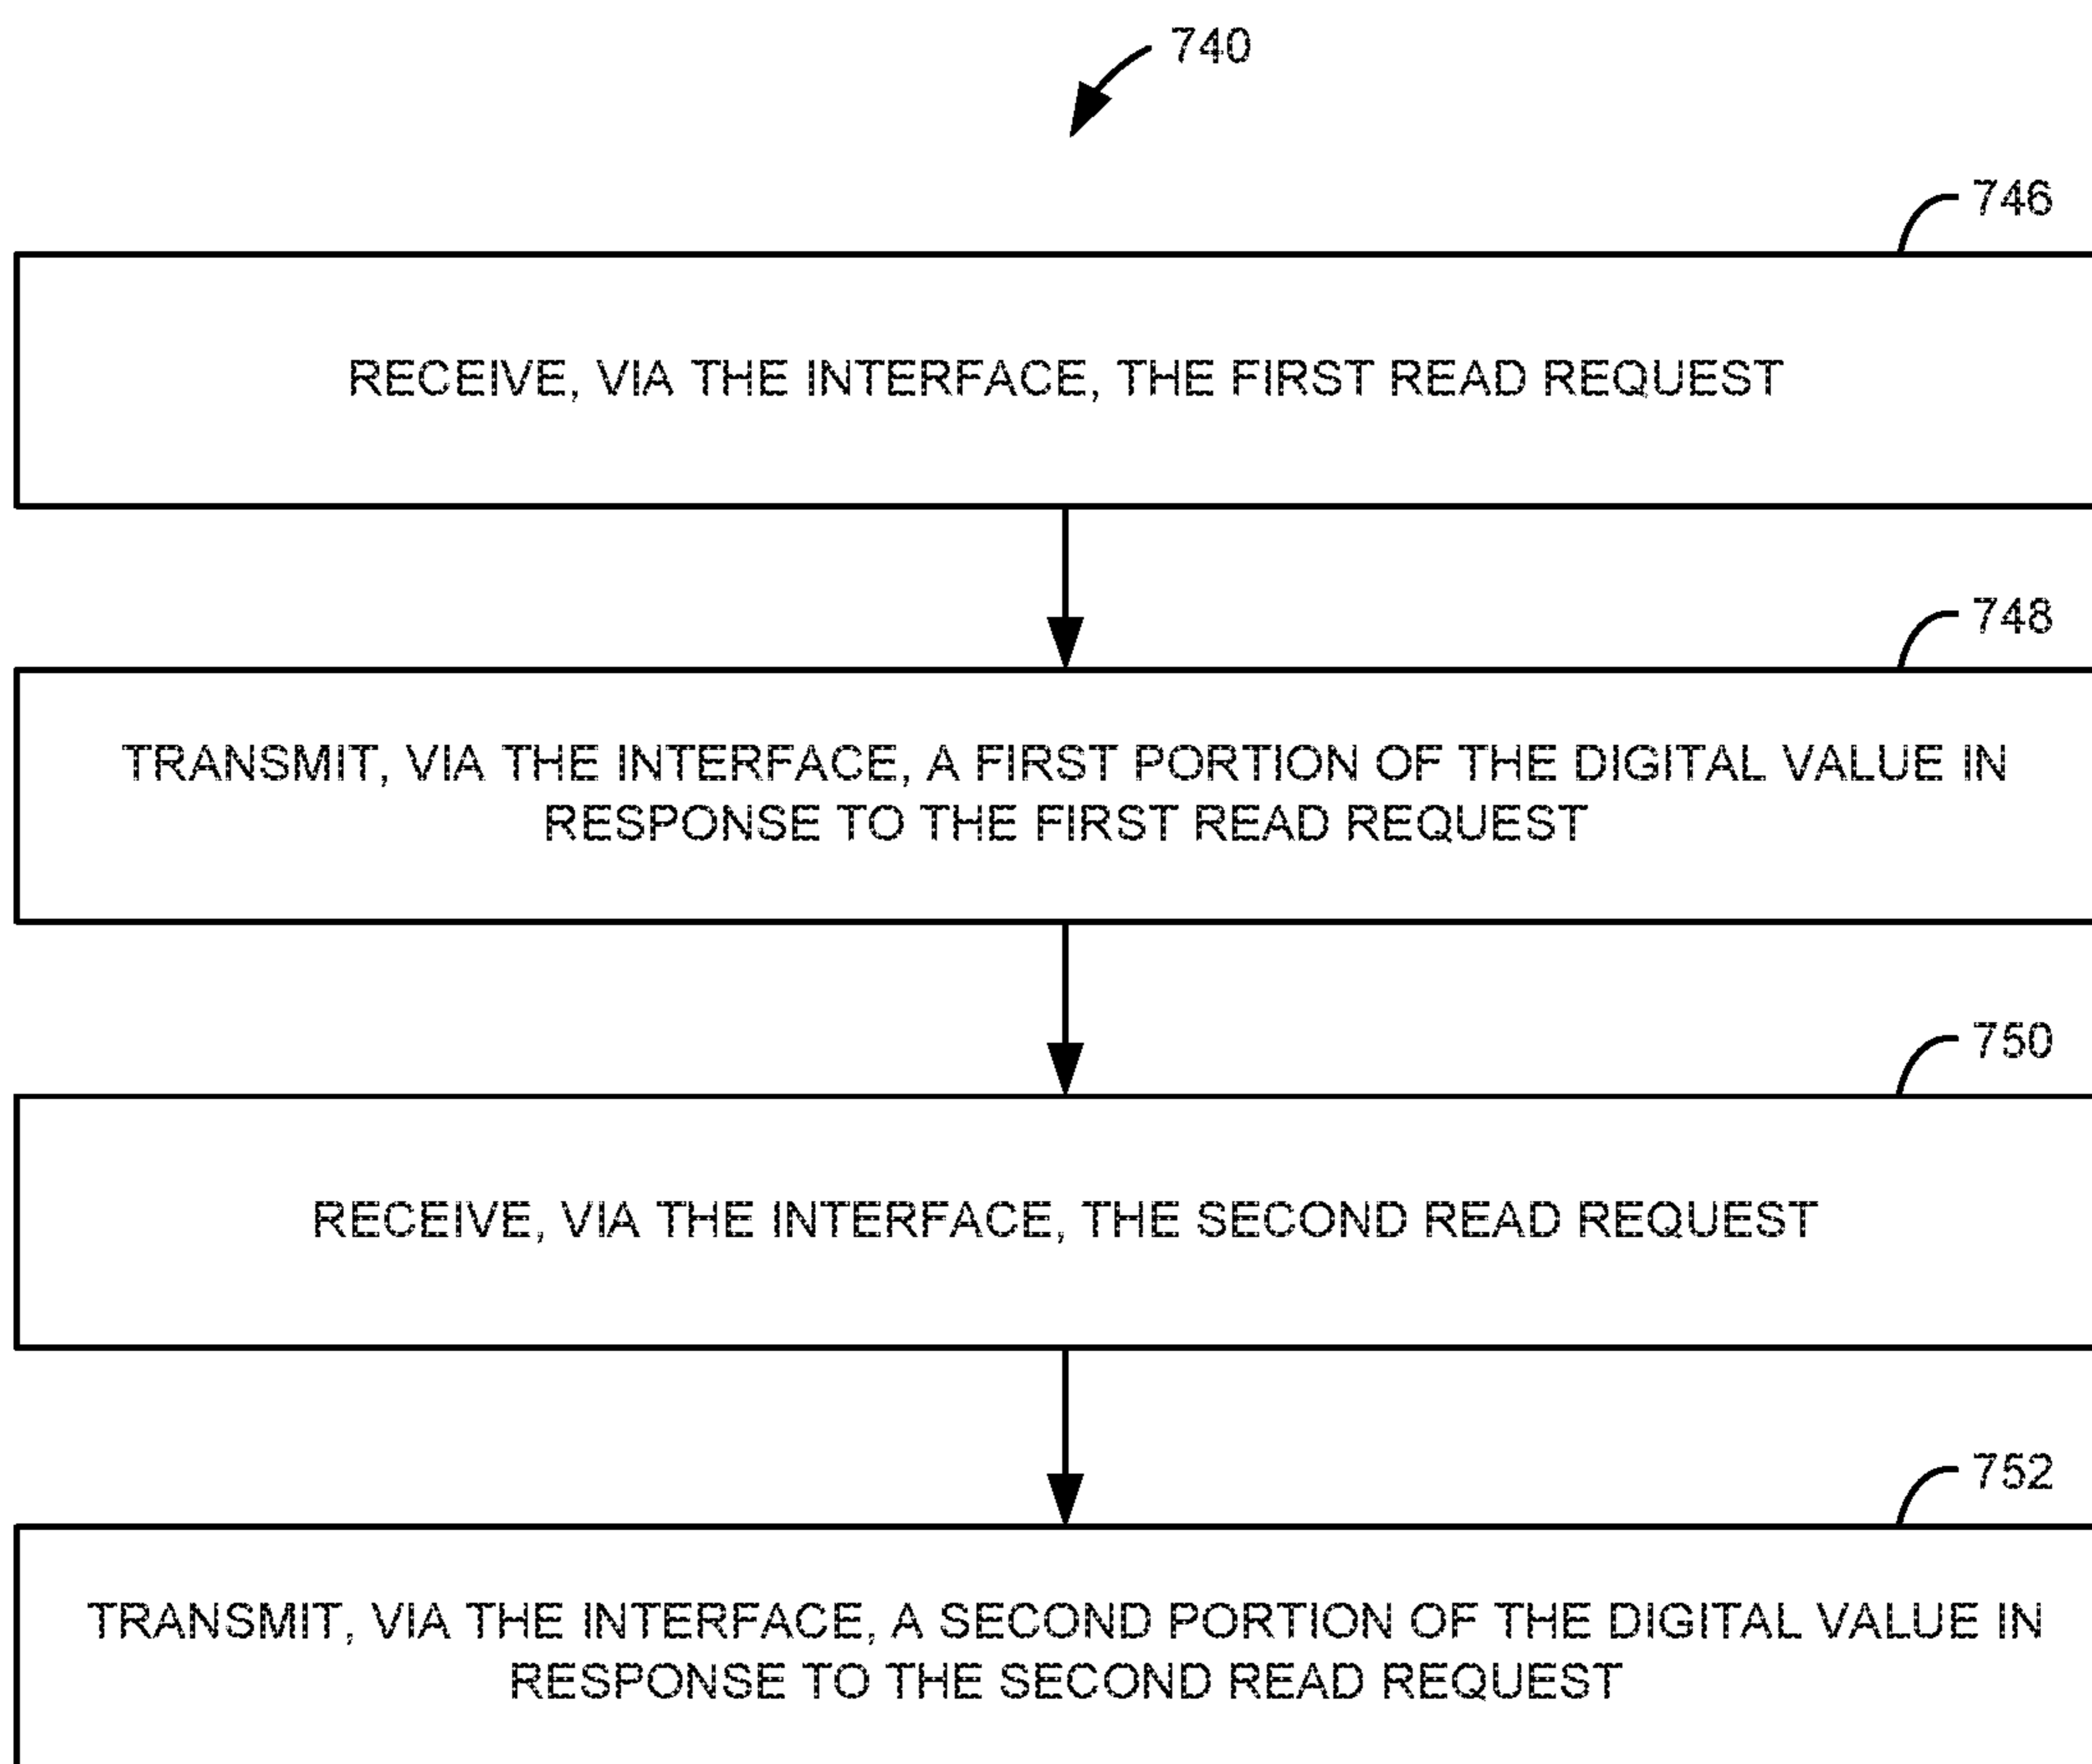 740
746
RECEIVE, VIA THE INTERFACE, THE FIRST READ REQUEST
748
TRANSMIT, VIA THE INTERFACE, A FIRST PORTION OF THE DIGITAL VALUE IN
RESPONSE TO THE FIRST READ REQUEST
750
RECEIVE, VIA THE INTERFACE, THE SECOND READ REQUEST
752
TRANSMIT, VIA THE INTERFACE, A SECOND PORTION OF THE DIGITAL VALUE IN
RESPONSE TO THE SECOND READ REQUEST